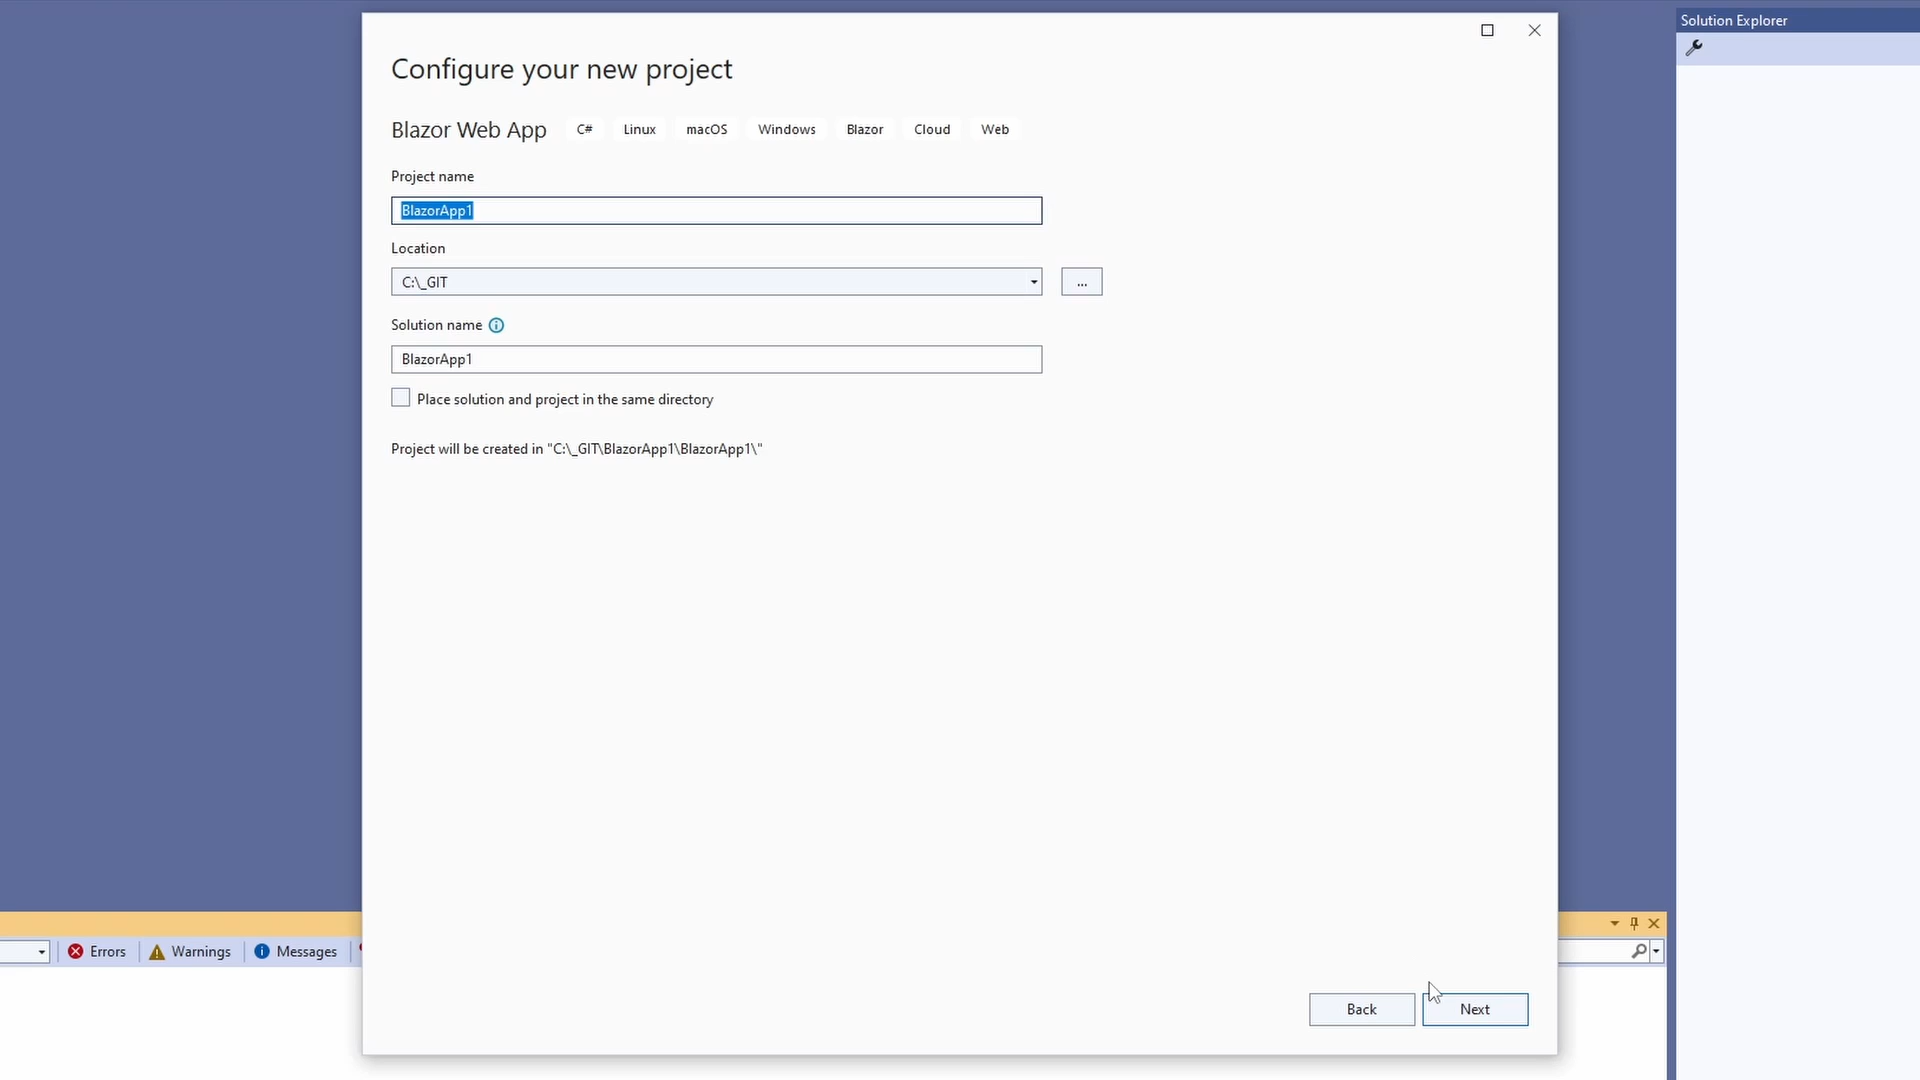 Solution Explorer
Configure your new project
Blazor Web App C# Linux macOS Windows Blazor Cloud Web
Project name
BlazorApp1
Location
C:\_GIT
...
Solution name
BlazorApp1
Place solution and project in the same directory
Project will be created in "C:\_GIT\BlazorApp1\BlazorApp1\"
Errors Warnings Messages
Back Next